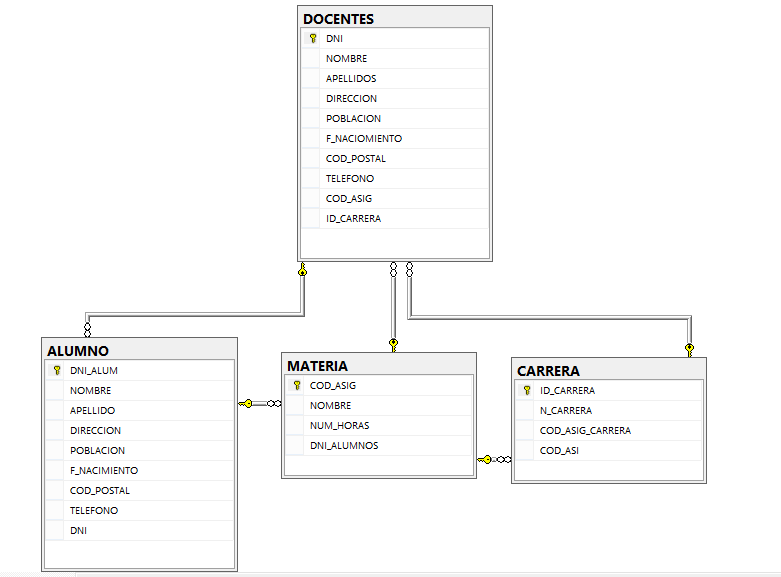 DOCENTES
DNI
NOMBRE
APELLIDOS
DIRECCION
POBLACION
F_NACIOMIENTO
COD_POSTAL
TELEFONO
COD_ASIG
ID_CARRERA
ALUMNO
DNI_ALUM
NOMBRE
APELLIDO
DIRECCION
POBLACION
F_NACIMIENTO
COD_POSTAL
TELEFONO
DNI
MATERIA
COD_ASIG
NOMBRE
NUM_HORAS
DNI_ALUMNOS
CARRERA
ID_CARRERA
N_CARRERA
COD_ASIG_CARRERA
COD_ASI